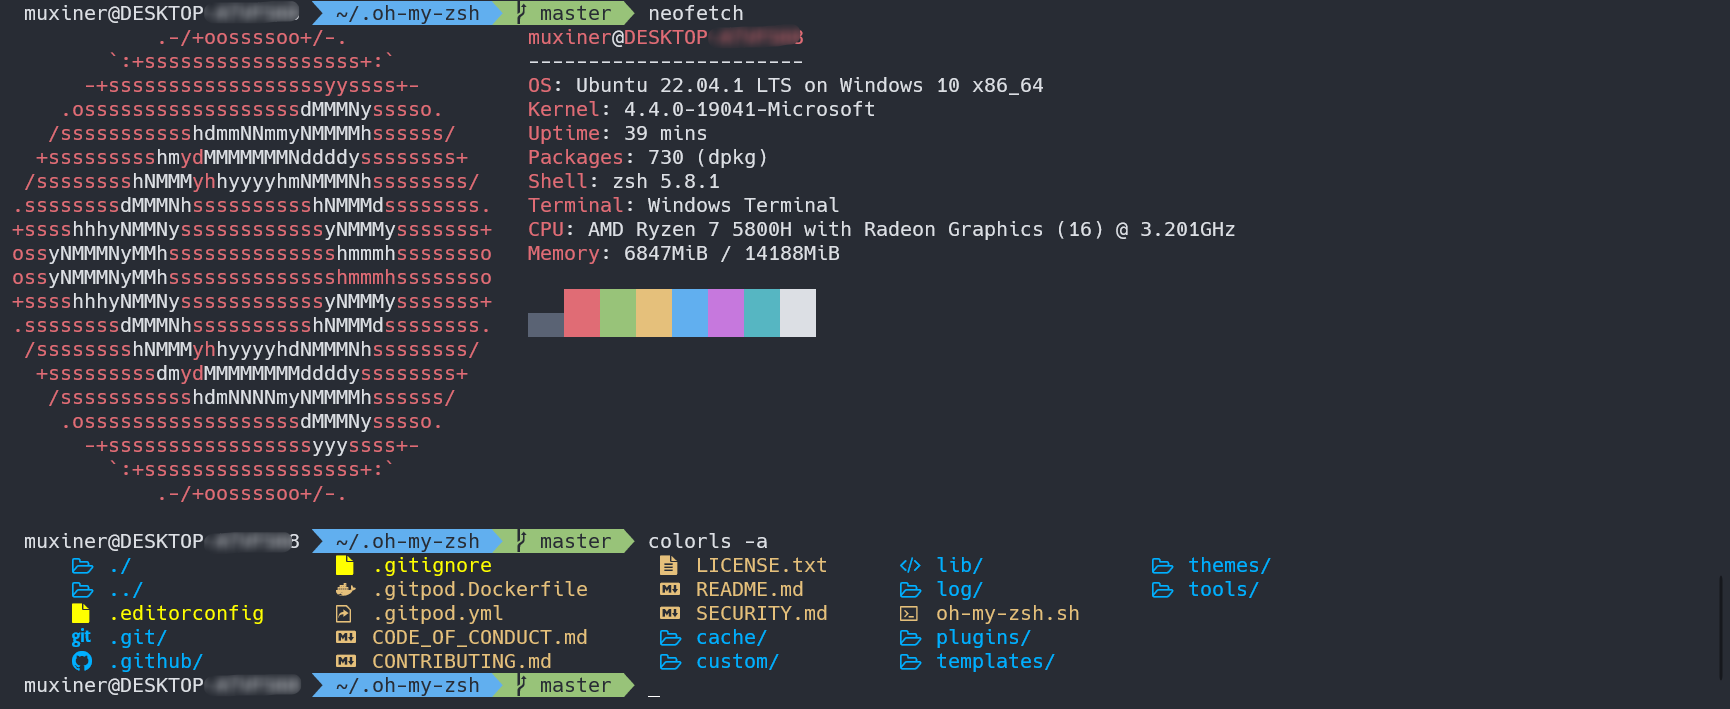 muxiner@DESKTOP ~/.oh-my-zsh master neofetch
.-/+oossssoo+/-.
`:+ssssssssssssssssss+:`
-+ssssssssssssssssssyyssss+-
.ossssssssssssssssssdMMMNysssso.
/ssssssssssshdmmNNmmyNMMMMhssssss/
+ssssssssshmydMMMMMMMNddddyssssssss+
/sssssssshNMMMyhhyyyyhmNMMMNhssssssss/
.ssssssssdMMMNhsssssssssshNMMMdssssssss.
+sssshhhyNMMNyssssssssssssyNMMMysssssss+
ossyNMMMNyMMhsssssssssssssshmmmhssssssso
ossyNMMMNyMMhsssssssssssssshmmmhssssssso
+sssshhhyNMMNyssssssssssssyNMMMysssssss+
.ssssssssdMMMNhsssssssssshNMMMdssssssss.
/sssssssshNMMMyhhyyyyhdNMMMNhssssssss/
+sssssssssdmydMMMMMMMMddddyssssssss+
/ssssssssssshdmNNNNmyNMMMMhssssss/
.ossssssssssssssssssdMMMNysssso.
-+sssssssssssssssssyyyssss+-
`:+ssssssssssssssssss+:`
.-/+oossssoo+/-.
muxiner@DESKTOP
-----------------------
OS: Ubuntu 22.04.1 LTS on Windows 10 x86_64
Kernel: 4.4.0-19041-Microsoft
Uptime: 39 mins
Packages: 730 (dpkg)
Shell: zsh 5.8.1
Terminal: Windows Terminal
CPU: AMD Ryzen 7 5800H with Radeon Graphics (16) @ 3.201GHz
Memory: 6847MiB / 14188MiB
muxiner@DESKTOP ~/.oh-my-zsh master colorls -a
./ .gitignore LICENSE.txt lib/ themes/
../ .gitpod.Dockerfile README.md log/ tools/
.editorconfig .gitpod.yml SECURITY.md oh-my-zsh.sh
git .git/ CODE_OF_CONDUCT.md cache/ plugins/
.github/ CONTRIBUTING.md custom/ templates/
muxiner@DESKTOP ~/.oh-my-zsh master _